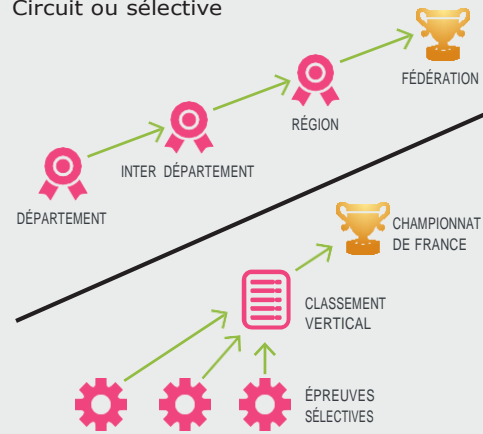 Circuit ou sélective
FÉDÉRATION
RÉGION
INTER DÉPARTEMENT
DÉPARTEMENT
CHAMPIONNAT
DE FRANCE
CLASSEMENT
VERTICAL
ÉPREUVES
SÉLECTIVES